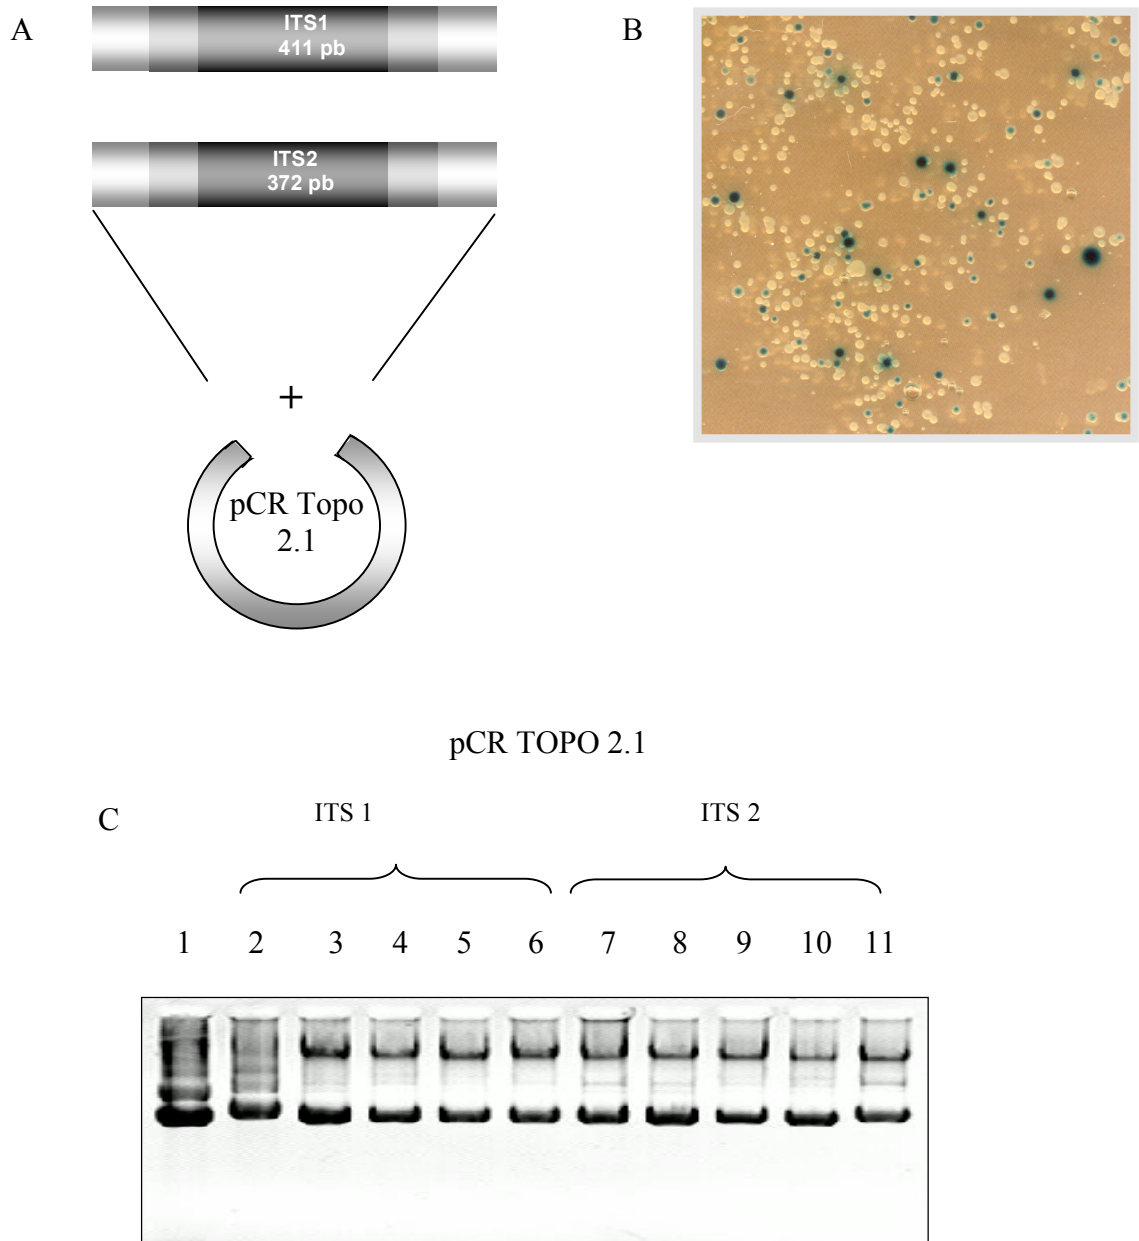 A
ITS1
411 pb
B
ITS2
372 pb
+
pCR Topo
2.1
pCR TOPO 2.1
C
ITS 1
ITS 2
1 2 3 4 5 6 7 8 9 10 11